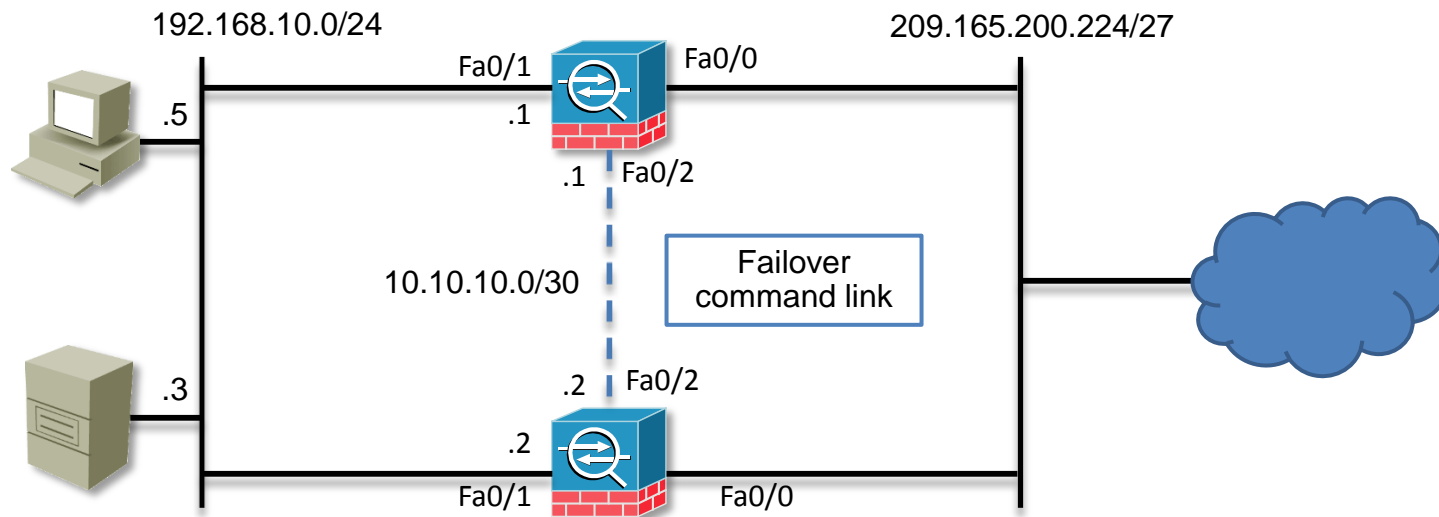 192.168.10.0/24
209.165.200.224/27
Fa0/1
Fa0/0
.5
.1
.1
Fa0/2
Failover
command link
10.10.10.0/30
.2
Fa0/2
.3
.2
Fa0/1
Fa0/0